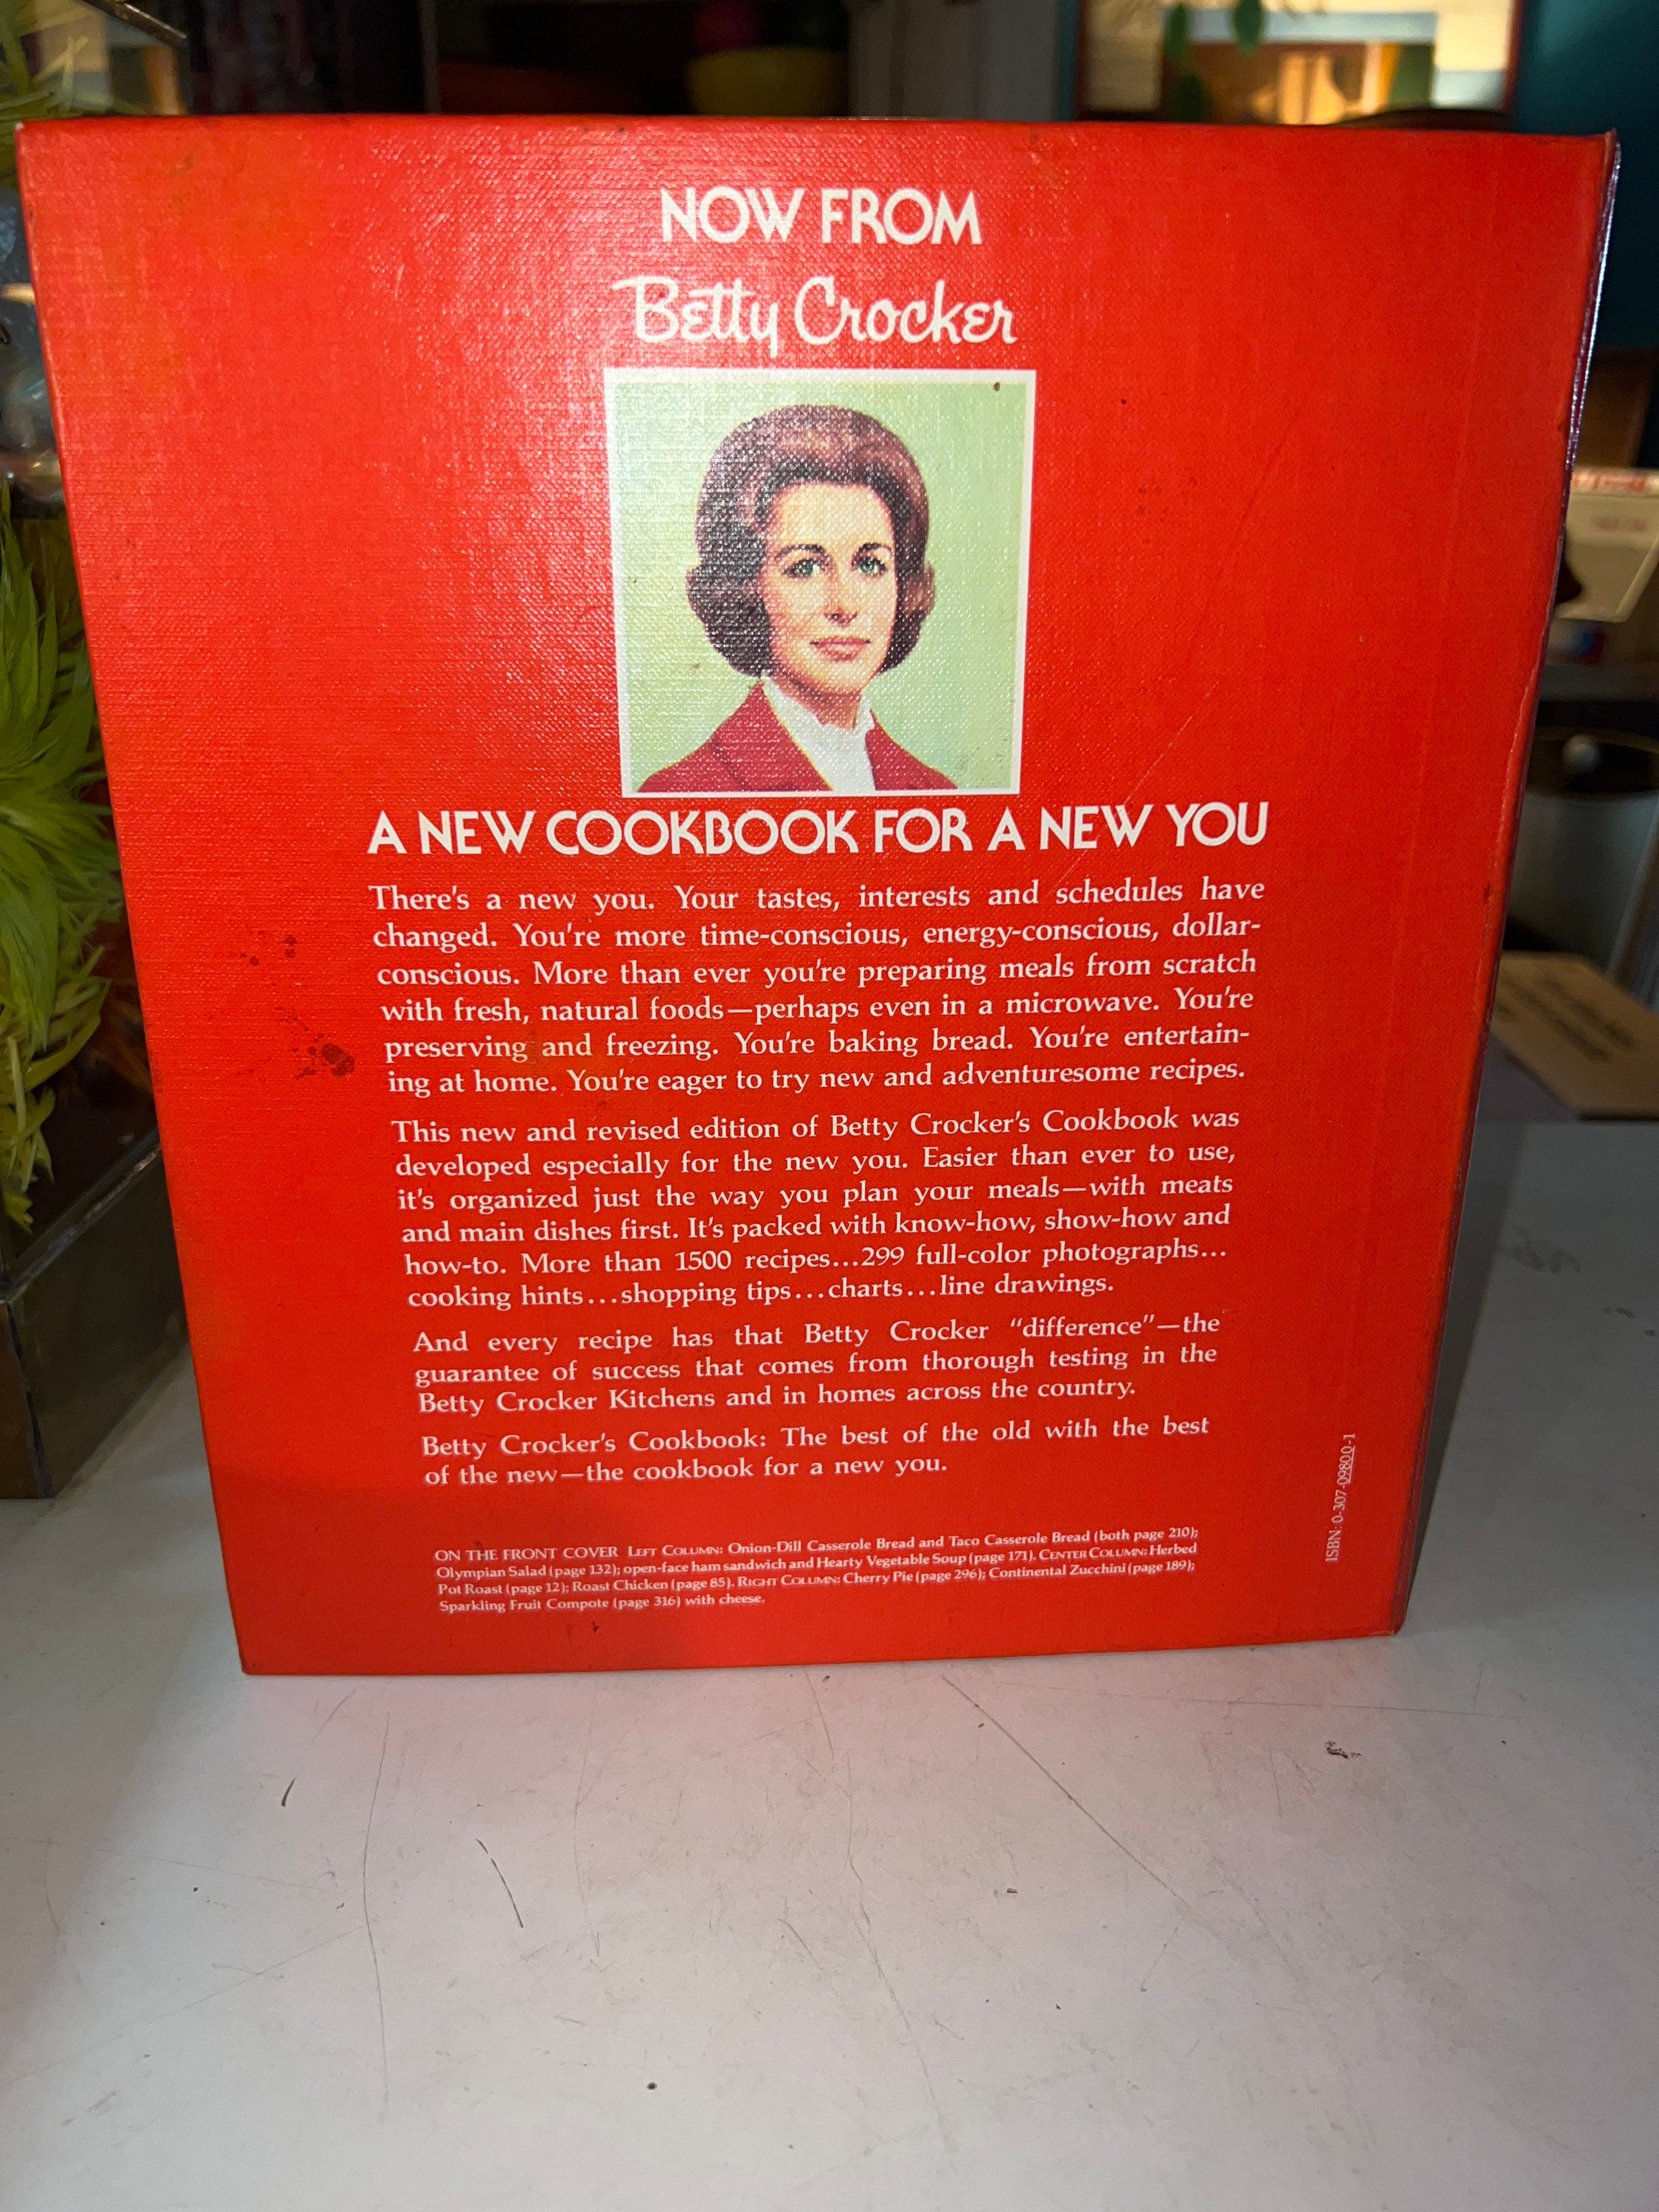 NOW FROM
Betty Crocker
A NEW COOKBOOK FOR A NEW YOU
There's a new you. Your tastes, interests and schedules have
changed. You're more time-conscious, energy-conscious, dollar-
conscious. More than ever you're preparing meals from scratch
with fresh, natural foods—perhaps even in a microwave. You're
preserving and freezing. You're baking bread. You're entertain-
ing at home. You're eager to try new and adventuresome recipes.
This new and revised edition of Betty Crocker's Cookbook was
developed especially for the new you. Easier than ever to use,
it's organized just the way you plan your meals—with meats
and main dishes first. It's packed with know-how, show-how and
how-to. More than 1500 recipes...299 full-color photographs...
cooking hints...shopping tips...charts...line drawings.
And every recipe has that Betty Crocker "difference"—the
guarantee of success that comes from thorough testing in the
Betty Crocker Kitchens and in homes across the country.
Betty Crocker's Cookbook: The best of the old with the best
of the new—the cookbook for a new you.
ON THE FRONT COVER LEFT COLUMN: Onion-Dill Casserole Bread and Taco Casserole Bread (both page 210);
Olympian Salad (page 132); open-face ham sandwich and Hearty Vegetable Soup (page 171). CENTER COLUMN: Herbed
Pot Roast (page 12); Roast Chicken (page 85). RIGHT COLUMN: Cherry Pie (page 296); Continental Zucchini (page 189);
Sparkling Fruit Compote (page 316) with cheese.
ISBN: 0-307-09800-1